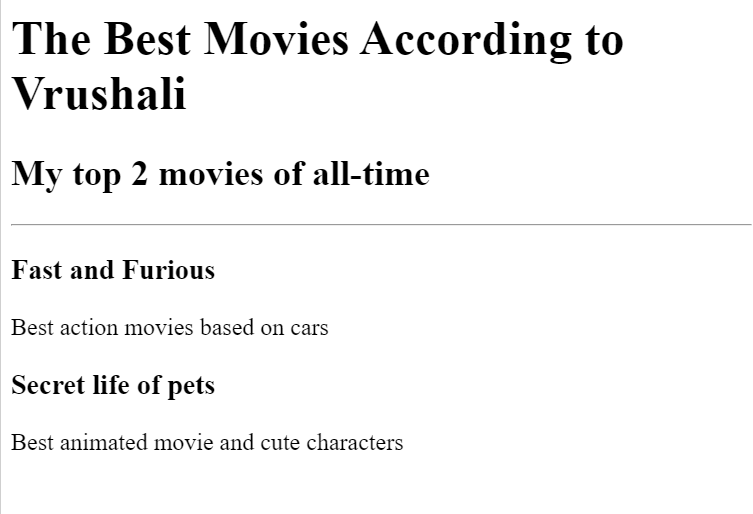 The Best Movies According to
Vrushali
My top 2 movies of all-time
Fast and Furious
Best action movies based on cars
Secret life of pets
Best animated movie and cute characters